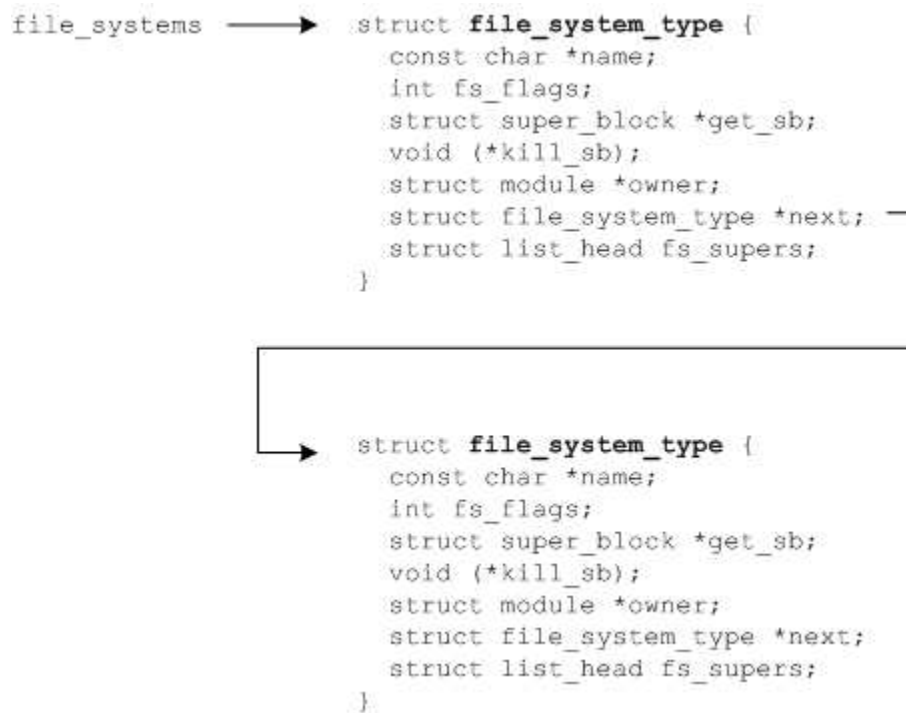 file_systems struct file_system_type {
const char *name;
int fs_flags;
struct super_block *get_sb;
void (*kill_sb);
struct module *owner;
struct file_system_type *next;
struct list_head fs_supers;
}
struct file_system_type {
const char *name;
int fs_flags;
struct super_block *get_sb;
void (*kill_sb);
struct module *owner;
struct file_system_type *next;
struct list_head fs_supers;
}